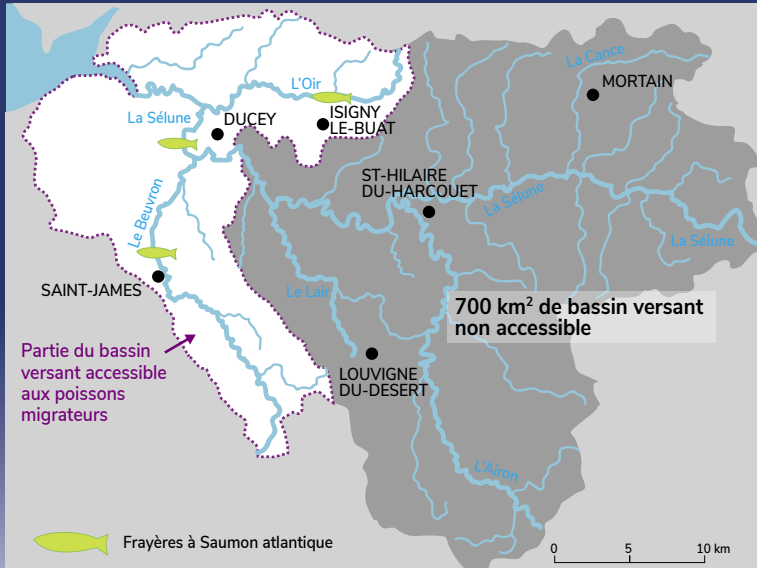 La Cance
MORTAIN
L'Oir
ISIGNY
LE-BUAT
La Sélune
DUCEY
ST-HILAIRE
DU-HARCOUET
La Sélune
La Sélune
Le Beuvron
SAINT-JAMES
Le Lair
700 km² de bassin versant
non accessible
Partie du bassin
versant accessible
aux poissons
migrateurs
LOUVIGNE
DU-DESERT
L'Airon
Frayères à Saumon atlantique
0 5 10 km